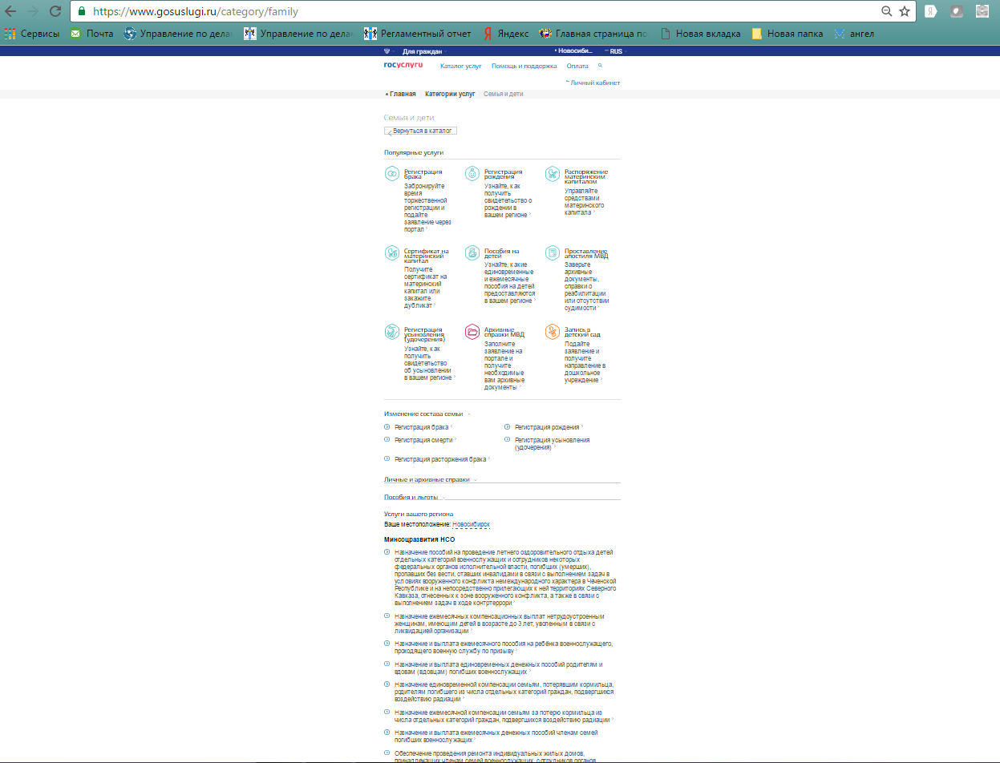 https://www.gosuslugi.ru/category/family
Сервисы Почта Управление по дела Управление по дела Регламентный отчет Яндекс Главная страница по Новая вкладка Новая папка ангел
Для граждан Новосиби... RUS
госуслуги Каталог услуг Помощь и поддержка Оплата
Личный кабинет
Главная Категории услуг Семья и дети
Семья и дети
Вернуться в каталог
Популярные услуги
Регистрация
брака
Забронируйте
время
торжественной
регистрации и
подайте
заявление через
портал
Регистрация
рождения
Узнайте, как
получить
свидетельство о
рождении в
вашем регионе
Распоряжение
материнским
капиталом
Управляйте
средствами
материнского
капитала
Сертификат на
материнский
капитал
Получите
сертификат на
материнский
капитал или
закажите
дубликат
Пособия на
детей
Узнайте, какие
единовременные
и ежемесячные
пособия на детей
предоставляются
в вашем регионе
Проставление
апостиля МВД
Заверьте
архивные
документы,
справки о
реабилитации
или отсутствии
судимости
Регистрация
усыновления
(удочерения)
Узнайте, как
получить
свидетельство
об усыновлении
в вашем регионе
Архивные
справки МВД
Заполните
заявление на
портале и
получите
необходимые
вам архивные
документы
Запись в
детский сад
Подайте
заявление и
получите
направление в
дошкольное
учреждение
Изменение состава семьи
Регистрация брака Регистрация рождения
Регистрация смерти Регистрация усыновления
(удочерения)
Регистрация расторжения брака
Личные и архивные справки
Пособия и льготы
Услуги вашего региона
Ваше местоположение: Новосибирск
Минсоцразвития НСО
Назначение пособий на проведение летнего оздоровительного отдыха детей
отдельных категорий военнослужащих и сотрудников некоторых
федеральных органов исполнительной власти, погибших (умерших),
пропавших без вести, ставших инвалидами в связи с выполнением задач в
условиях вооруженного конфликта немеждународного характера в Чеченской
Республике и на непосредственно прилегающих к ней территориях Северного
Кавказа, отнесенных к зоне вооруженного конфликта, а также в связи с
выполнением задач в ходе контртеррори
Назначение ежемесячных компенсационных выплат нетрудоустроенным
женщинам, имеющим детей в возрасте до 3 лет, уволенным в связи с
ликвидацией организации
Назначение и выплата ежемесячного пособия на ребёнка военнослужащего,
проходящего военную службу по призыву
Назначение и выплата единовременных денежных пособий родителям и
вдовам (вдовцам) погибших военнослужащих
Назначение единовременной компенсации семьям, потерявшим кормильца,
родителям погибшего из числа отдельных категорий граждан, подвергшихся
воздействию радиации
Назначение ежемесячной компенсации семьям за потерю кормильца из
числа отдельных категорий граждан, подвергшихся воздействию радиации
Назначение и выплата ежемесячных денежных пособий членам семей
погибших военнослужащих
Обеспечение проведения ремонта индивидуальных жилых домов,
принадлежащих членам семей военнослужащих, сотрудников органов